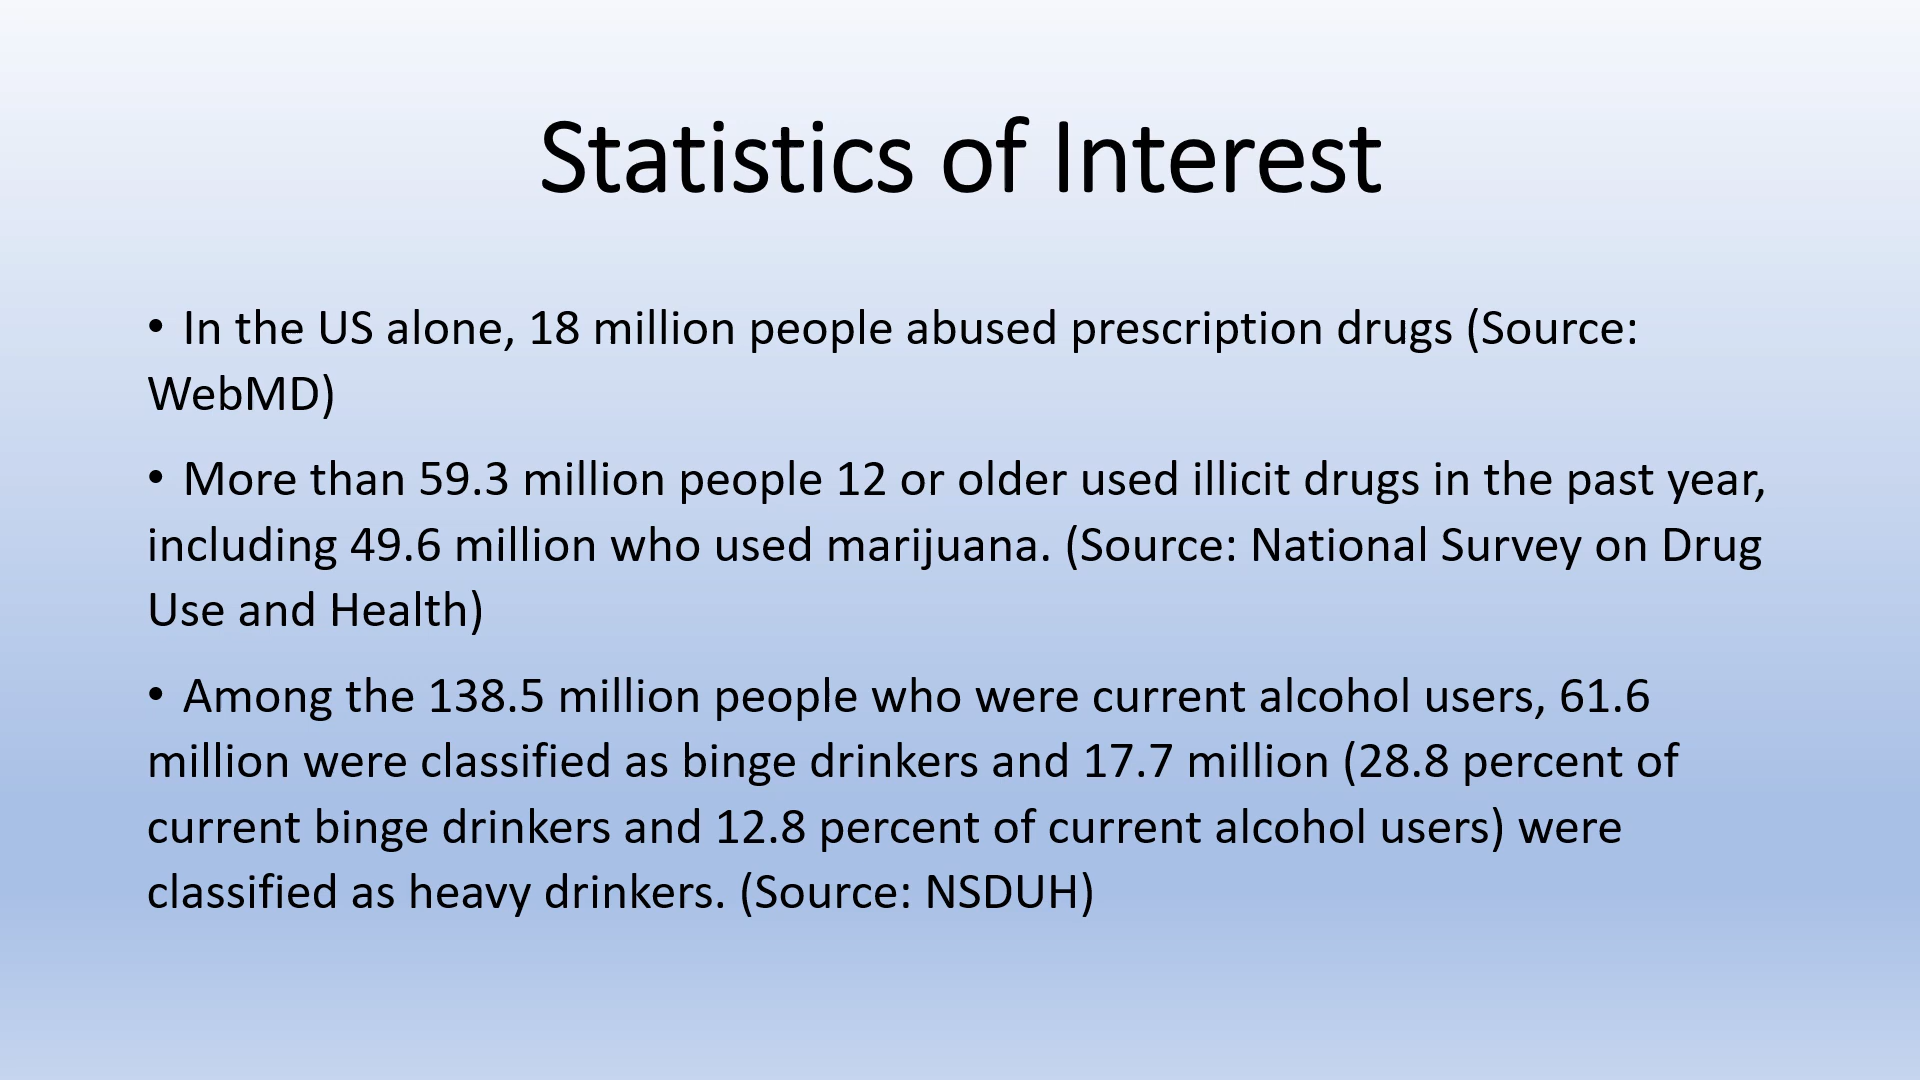 Statistics of Interest
• In the US alone, 18 million people abused prescription drugs (Source:
WebMD)
• More than 59.3 million people 12 or older used illicit drugs in the past year,
including 49.6 million who used marijuana. (Source: National Survey on Drug
Use and Health)
• Among the 138.5 million people who were current alcohol users, 61.6
million were classified as binge drinkers and 17.7 million (28.8 percent of
current binge drinkers and 12.8 percent of current alcohol users) were
classified as heavy drinkers. (Source: NSDUH)